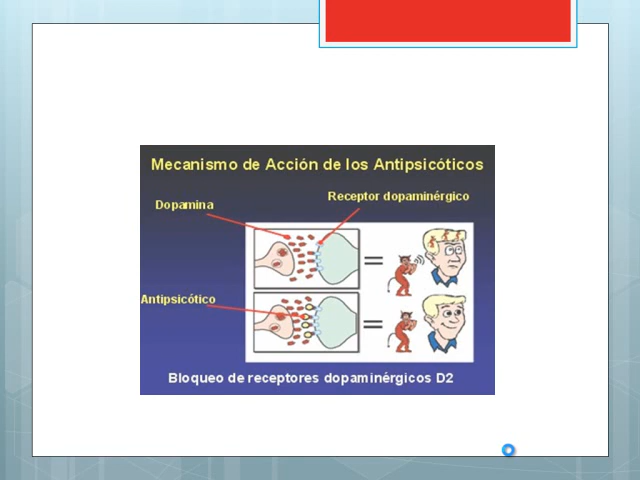 Mecanismo de Acción de los Antipsicóticos
Receptor dopaminérgico
Dopamina
Antipsicótico
Bloqueo de receptores dopaminérgicos D2